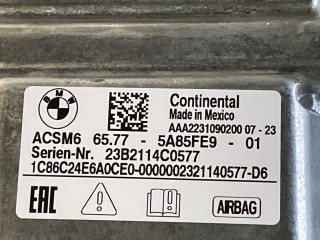 BMW
Continental
Made in Mexico
AAA2231090200 07 - 23
ACSM6 65.77 - 5A85FE9 - 01
Serien-Nr. 23B2114C0577
1C86C24E6A0CE0-0000002321140577-D6
EAC AIRBAG